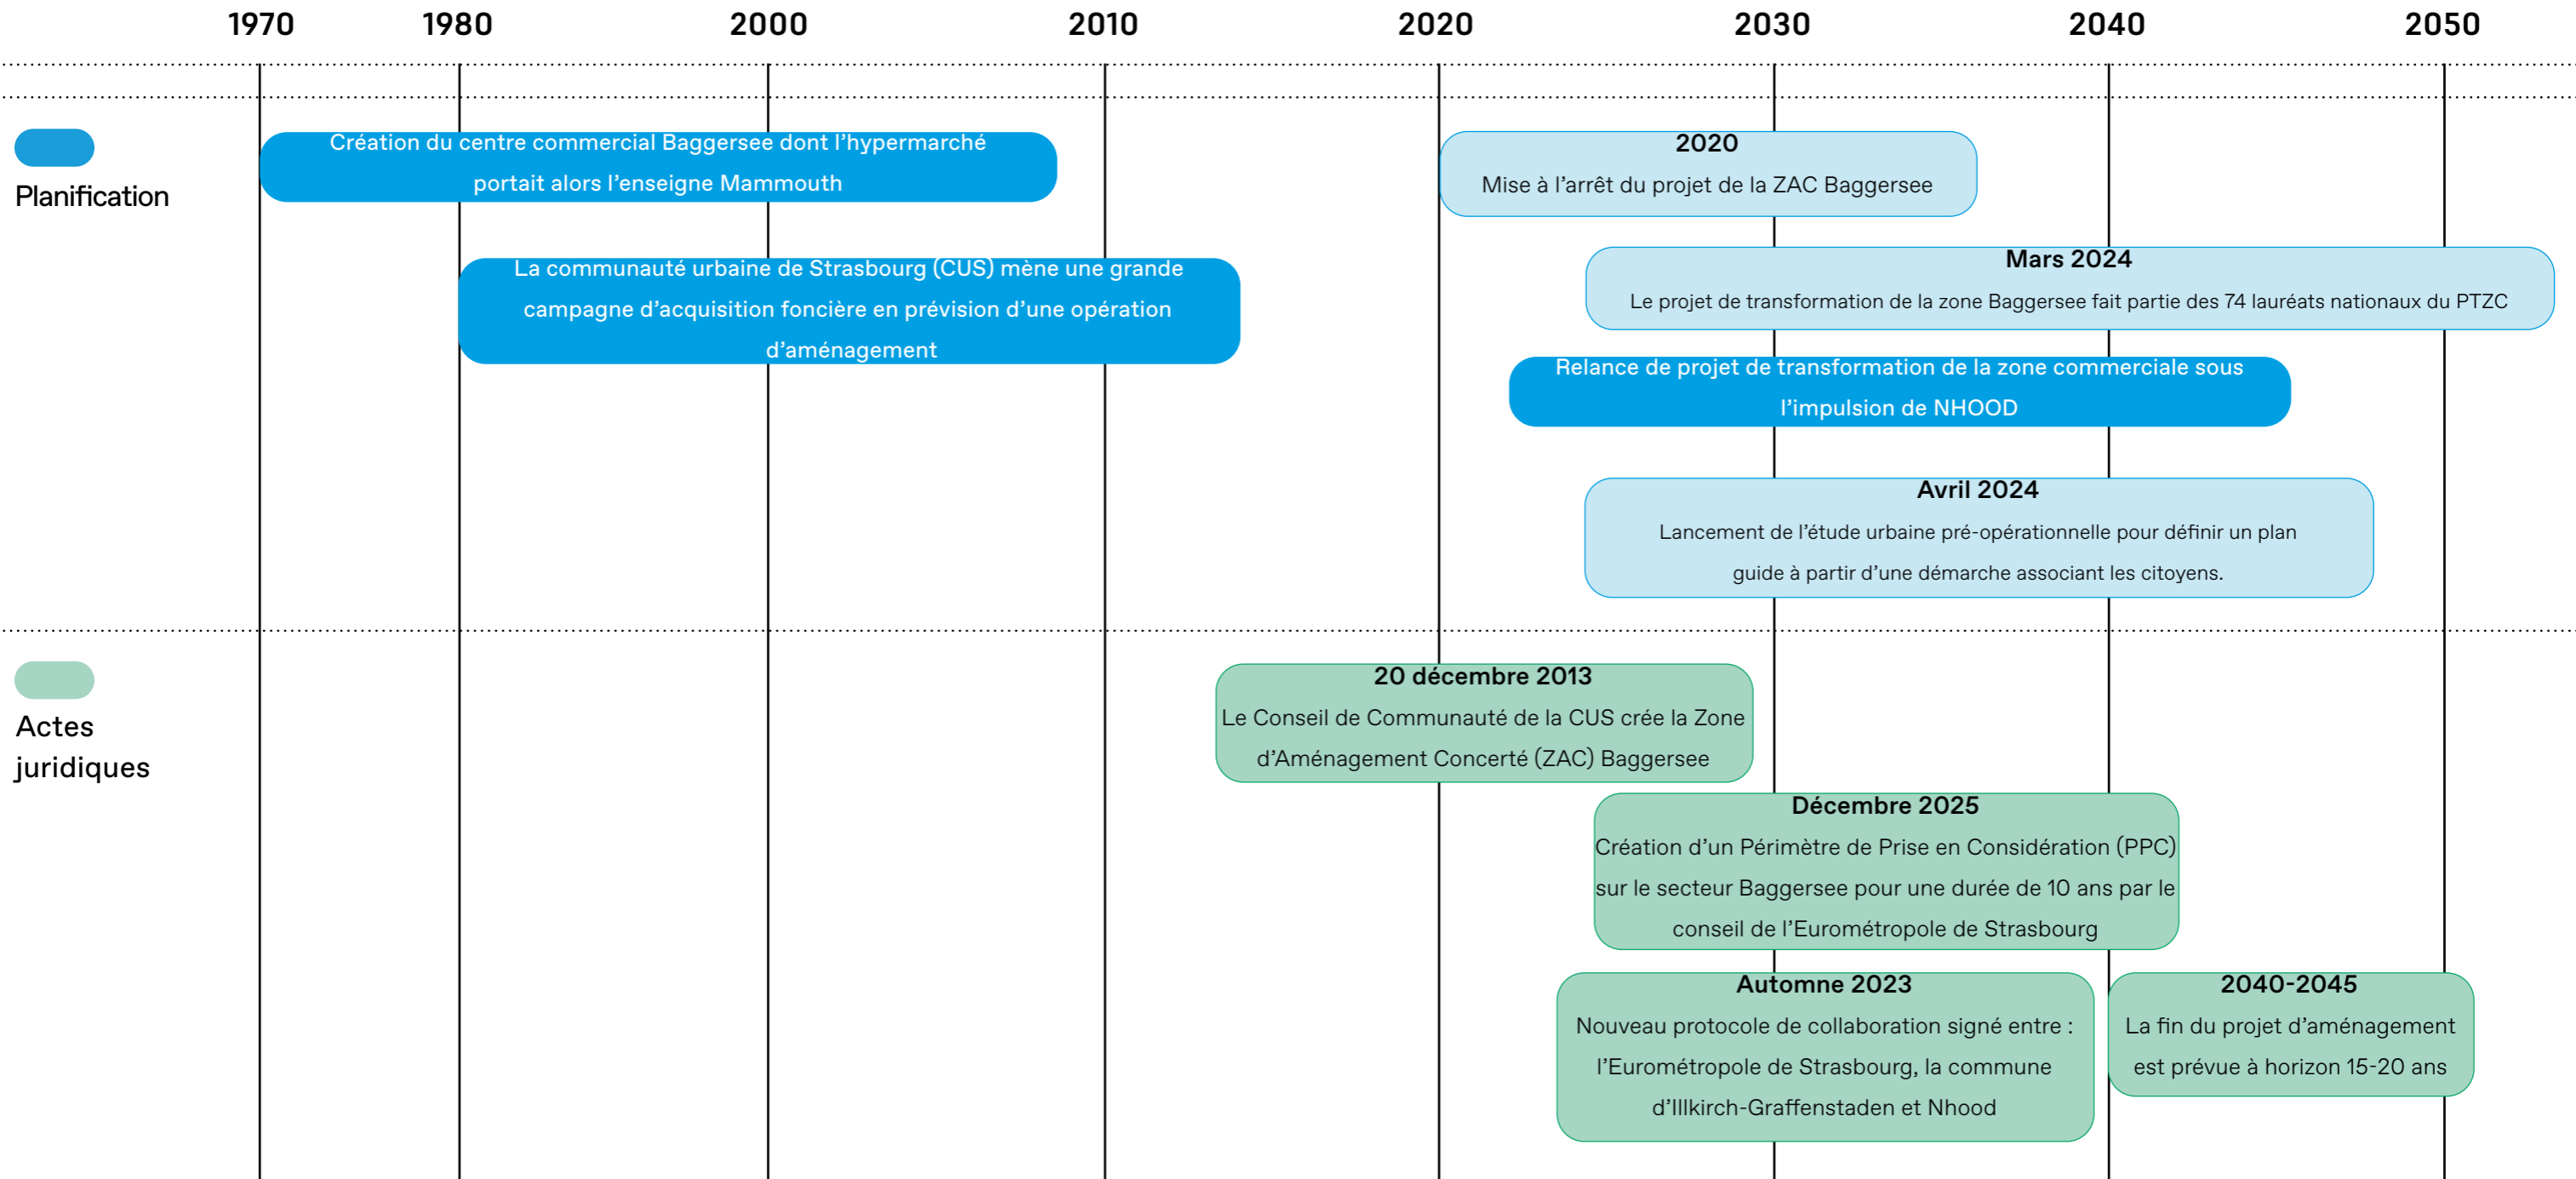 1970 1980 2000 2010 2020 2030 2040 2050
Planification
Création du centre commercial Baggersee dont l'hypermarché
portait alors l'enseigne Mammouth
2020
Mise à l'arrêt du projet de la ZAC Baggersee
La communauté urbaine de Strasbourg (CUS) mène une grande
campagne d'acquisition foncière en prévision d'une opération
d'aménagement
Mars 2024
Le projet de transformation de la zone Baggersee fait partie des 74 lauréats nationaux du PTZC
Relance de projet de transformation de la zone commerciale sous
l'impulsion de NHOOD
Avril 2024
Lancement de l'étude urbaine pré-opérationnelle pour définir un plan
guide à partir d'une démarche associant les citoyens.
Actes
juridiques
20 décembre 2013
Le Conseil de Communauté de la CUS crée la Zone
d'Aménagement Concerté (ZAC) Baggersee
Décembre 2025
Création d'un Périmètre de Prise en Considération (PPC)
sur le secteur Baggersee pour une durée de 10 ans par le
conseil de l'Eurométropole de Strasbourg
Automne 2023
Nouveau protocole de collaboration signé entre :
l'Eurométropole de Strasbourg, la commune
d'Illkirch-Graffenstaden et Nhood
2040-2045
La fin du projet d'aménagement
est prévue à horizon 15-20 ans